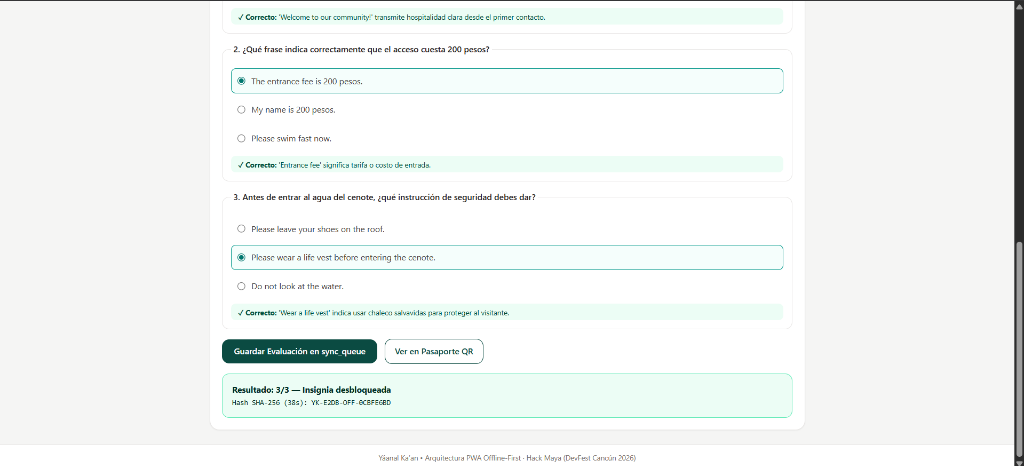 ✓ Correcto: 'Welcome to our community!' transmite hospitalidad clara desde el primer contacto.
2. ¿Qué frase indica correctamente que el acceso cuesta 200 pesos?
The entrance fee is 200 pesos.
My name is 200 pesos.
Please swim fast now.
✓ Correcto: 'Entrance fee' significa tarifa o costo de entrada.
3. Antes de entrar al agua del cenote, ¿qué instrucción de seguridad debes dar?
Please leave your shoes on the roof.
Please wear a life vest before entering the cenote.
Do not look at the water.
✓ Correcto: 'Wear a life vest' indica usar chaleco salvavidas para proteger al visitante.
Guardar Evaluación en sync_queue
Ver en Pasaporte QR
Resultado: 3/3 — Insignia desbloqueada
Hash SHA-256 (38s): YK-E2DB-OFF-0CBFE6BD
Yáanal Ka'an • Arquitectura PWA Offline-First · Hack Maya (DevFest Cancún 2026)